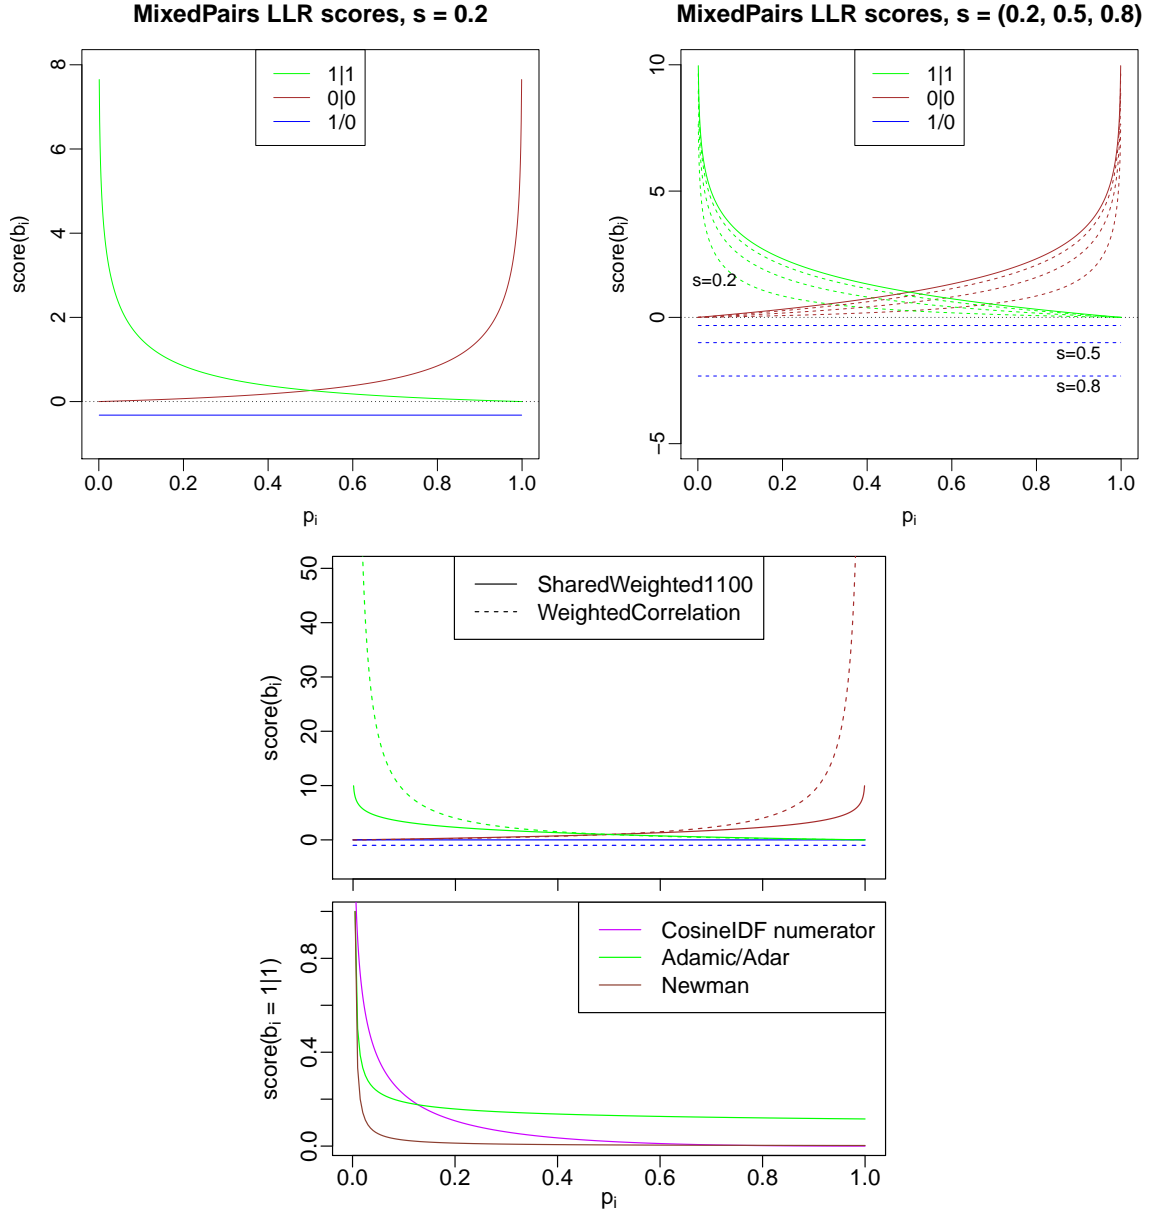 MixedPairs LLR scores, s = 0.2
8
6
4
2
0
score(bᵢ)
1|1
0|0
1/0
0.0 0.2 0.4 0.6 0.8 1.0
pᵢ
MixedPairs LLR scores, s = (0.2, 0.5, 0.8)
10
5
0
−5
score(bᵢ)
1|1
0|0
1/0
s=0.2
s=0.5
s=0.8
0.0 0.2 0.4 0.6 0.8 1.0
pᵢ
50
40
30
20
10
0
score(bᵢ)
SharedWeighted1100
WeightedCorrelation
0.8
0.4
0.0
score(bᵢ = 1|1)
CosineIDF numerator
Adamic/Adar
Newman
0.0 0.2 0.4 0.6 0.8 1.0
pᵢ